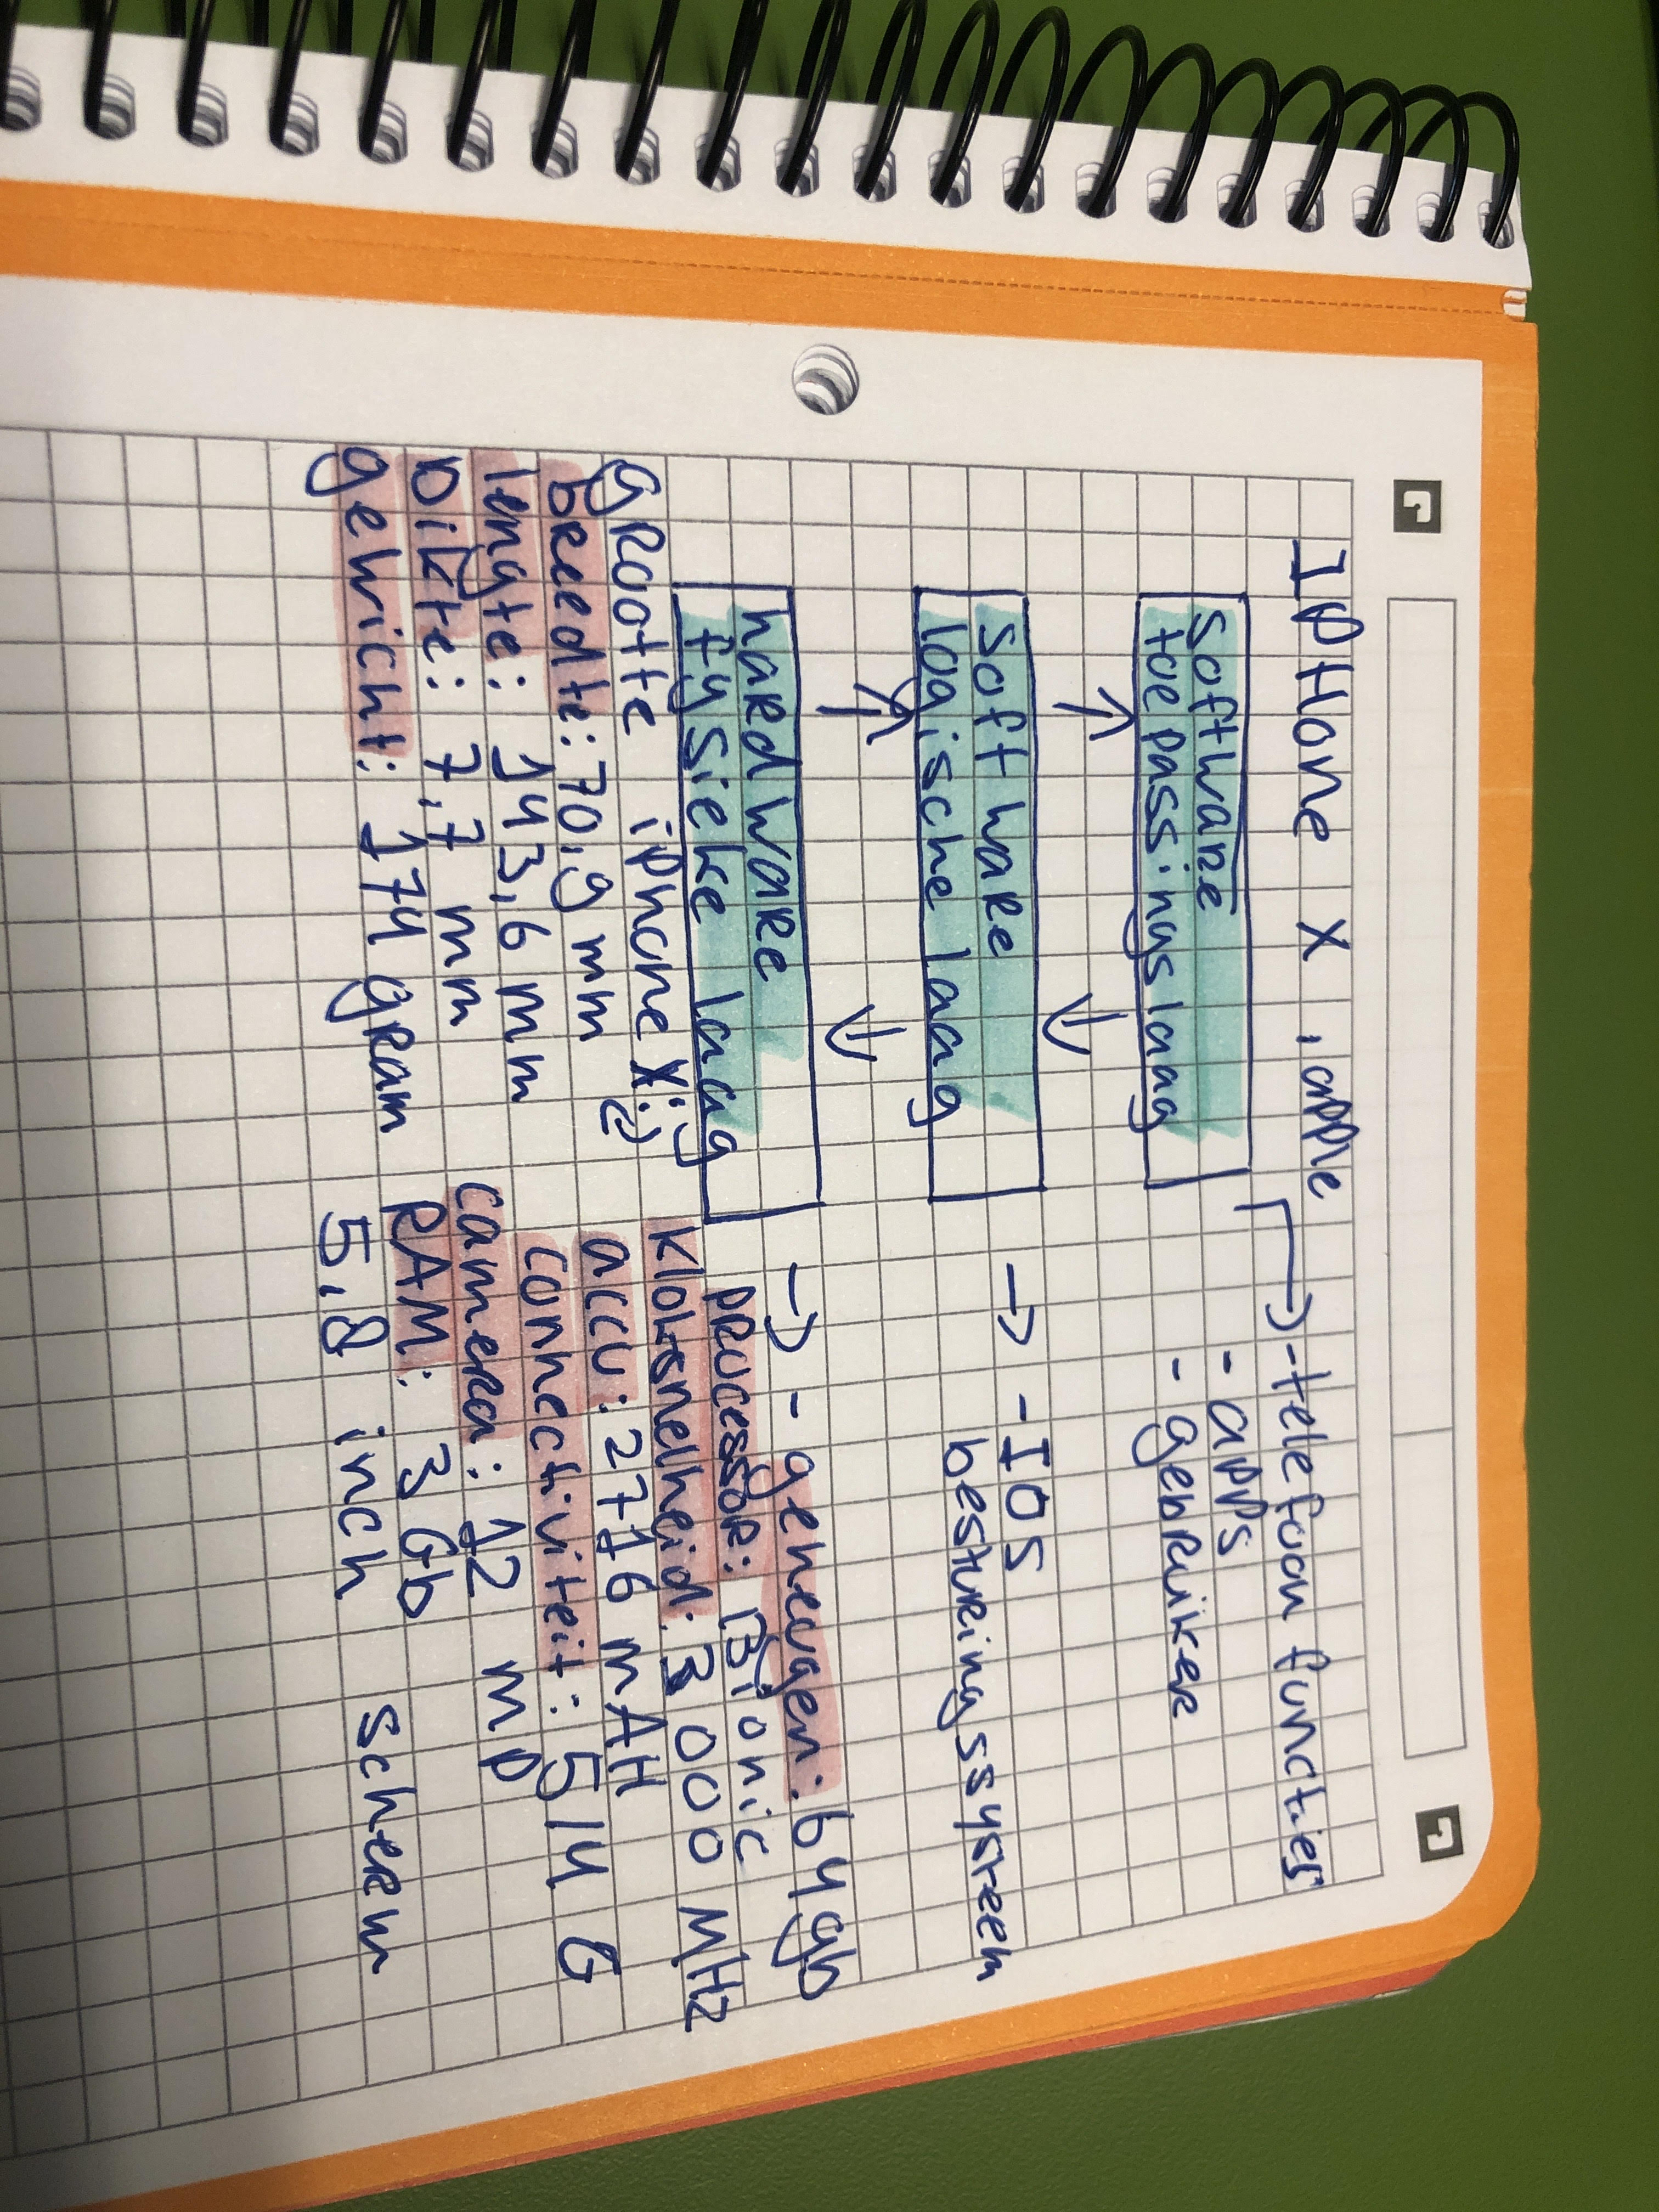 IPHone X, apple
software
toepassingslaag
-telefoon functies
- apps
- gebruiker
software
logische laag
- IOS
besturingssysteem
hardware
fysieke laag
- geheugen: 64 gb
processor: Bionic
kloksnelheid: 3000 MHz
accu: 2716 mAH
connectiviteit: 5/4 G
camera: 12 mp
RAM: 3 Gb
5,8 inch scherm
grootte iphone X:
breedte: 70,9 mm
lengte: 143,6 mm
dikte: 7,7 mm
gewicht: 174 gram